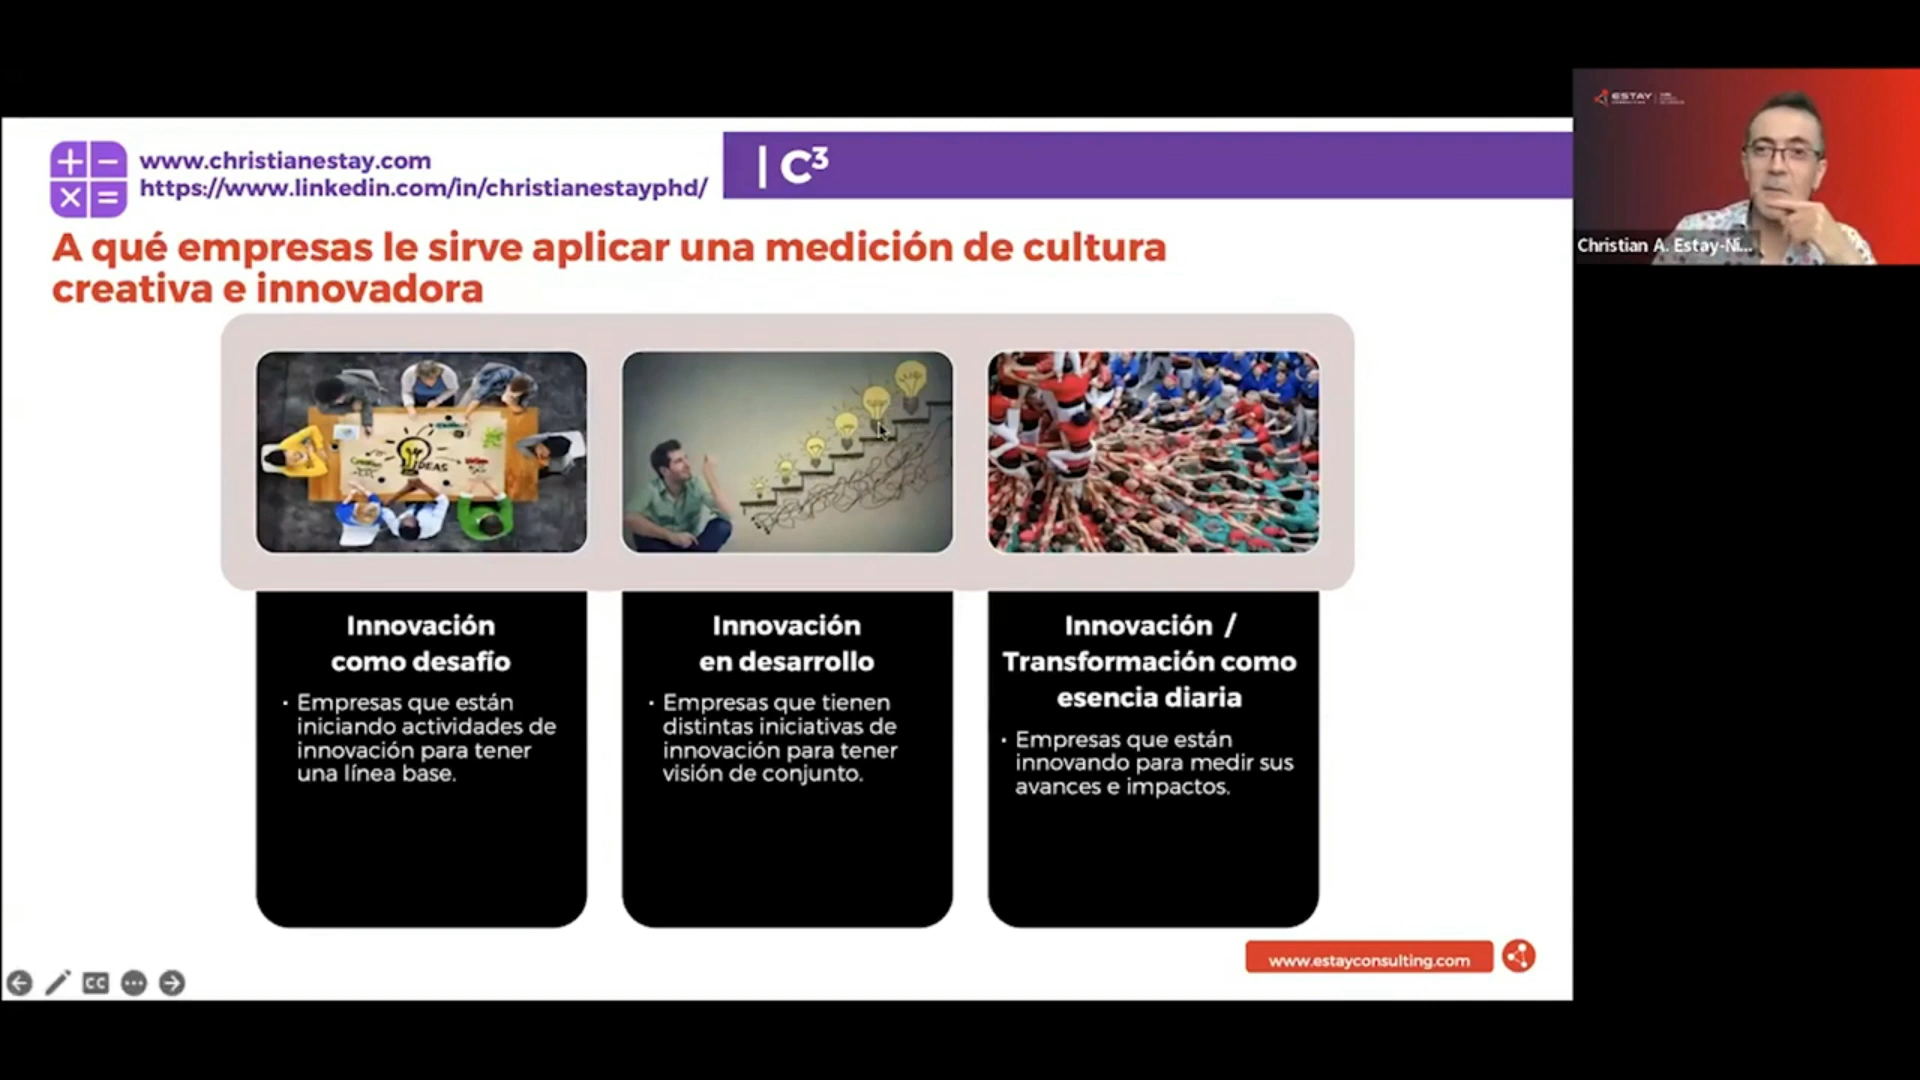 www.christianestay.com
https://www.linkedin.com/in/christianestayphd/
| C³
A qué empresas le sirve aplicar una medición de cultura
creativa e innovadora
IDEAS
Innovación
como desafío
· Empresas que están
iniciando actividades de
innovación para tener
una línea base.
Innovación
en desarrollo
· Empresas que tienen
distintas iniciativas de
innovación para tener
visión de conjunto.
Innovación /
Transformación como
esencia diaria
· Empresas que están
innovando para medir sus
avances e impactos.
www.estayconsulting.com
CC
ESTAY
Christian A. Estay-Ni...